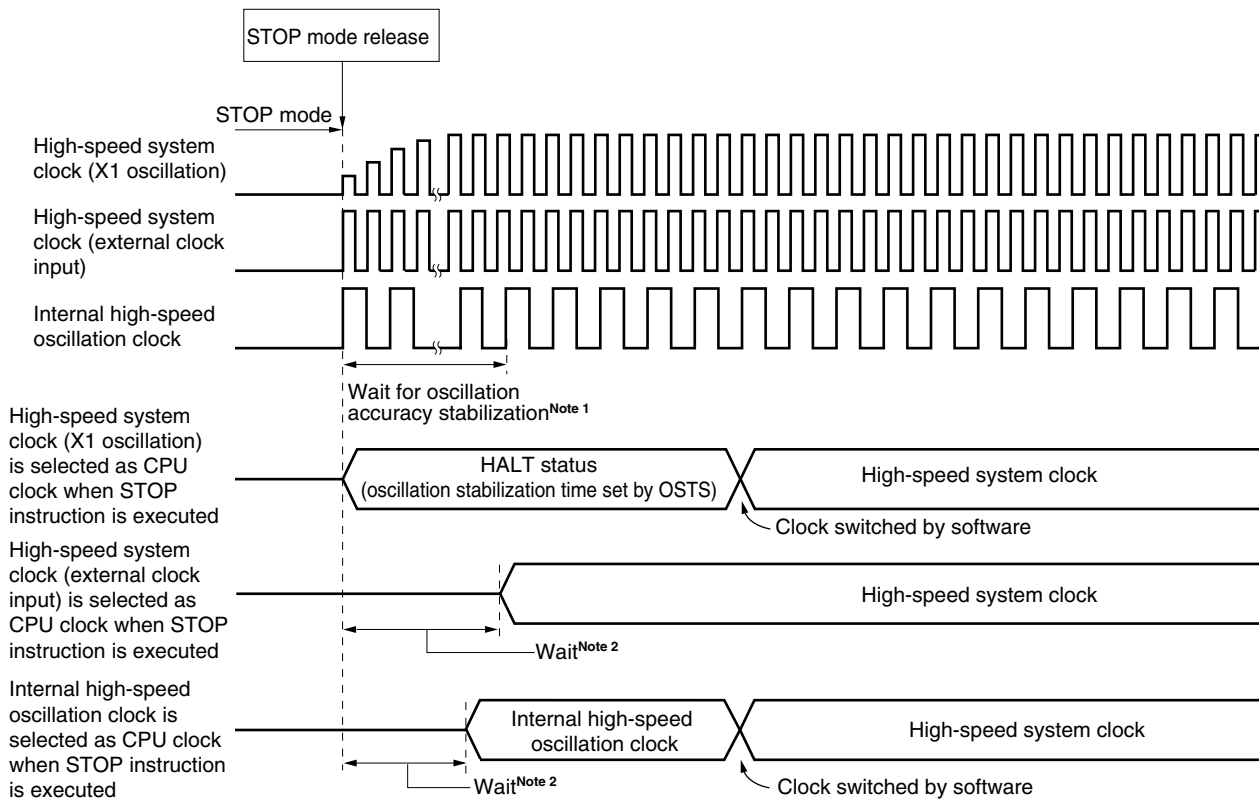 STOP mode release
STOP mode
High-speed system
clock (X1 oscillation)
High-speed system
clock (external clock
input)
Internal high-speed
oscillation clock
Wait for oscillation
accuracy stabilizationNote 1
High-speed system
clock (X1 oscillation)
is selected as CPU
clock when STOP
instruction is executed
HALT status
(oscillation stabilization time set by OSTS)
High-speed system clock
Clock switched by software
High-speed system
clock (external clock
input) is selected as
CPU clock when STOP
instruction is executed
High-speed system clock
WaitNote 2
Internal high-speed
oscillation clock is
selected as CPU clock
when STOP instruction
is executed
Internal high-speed
oscillation clock
High-speed system clock
WaitNote 2
Clock switched by software